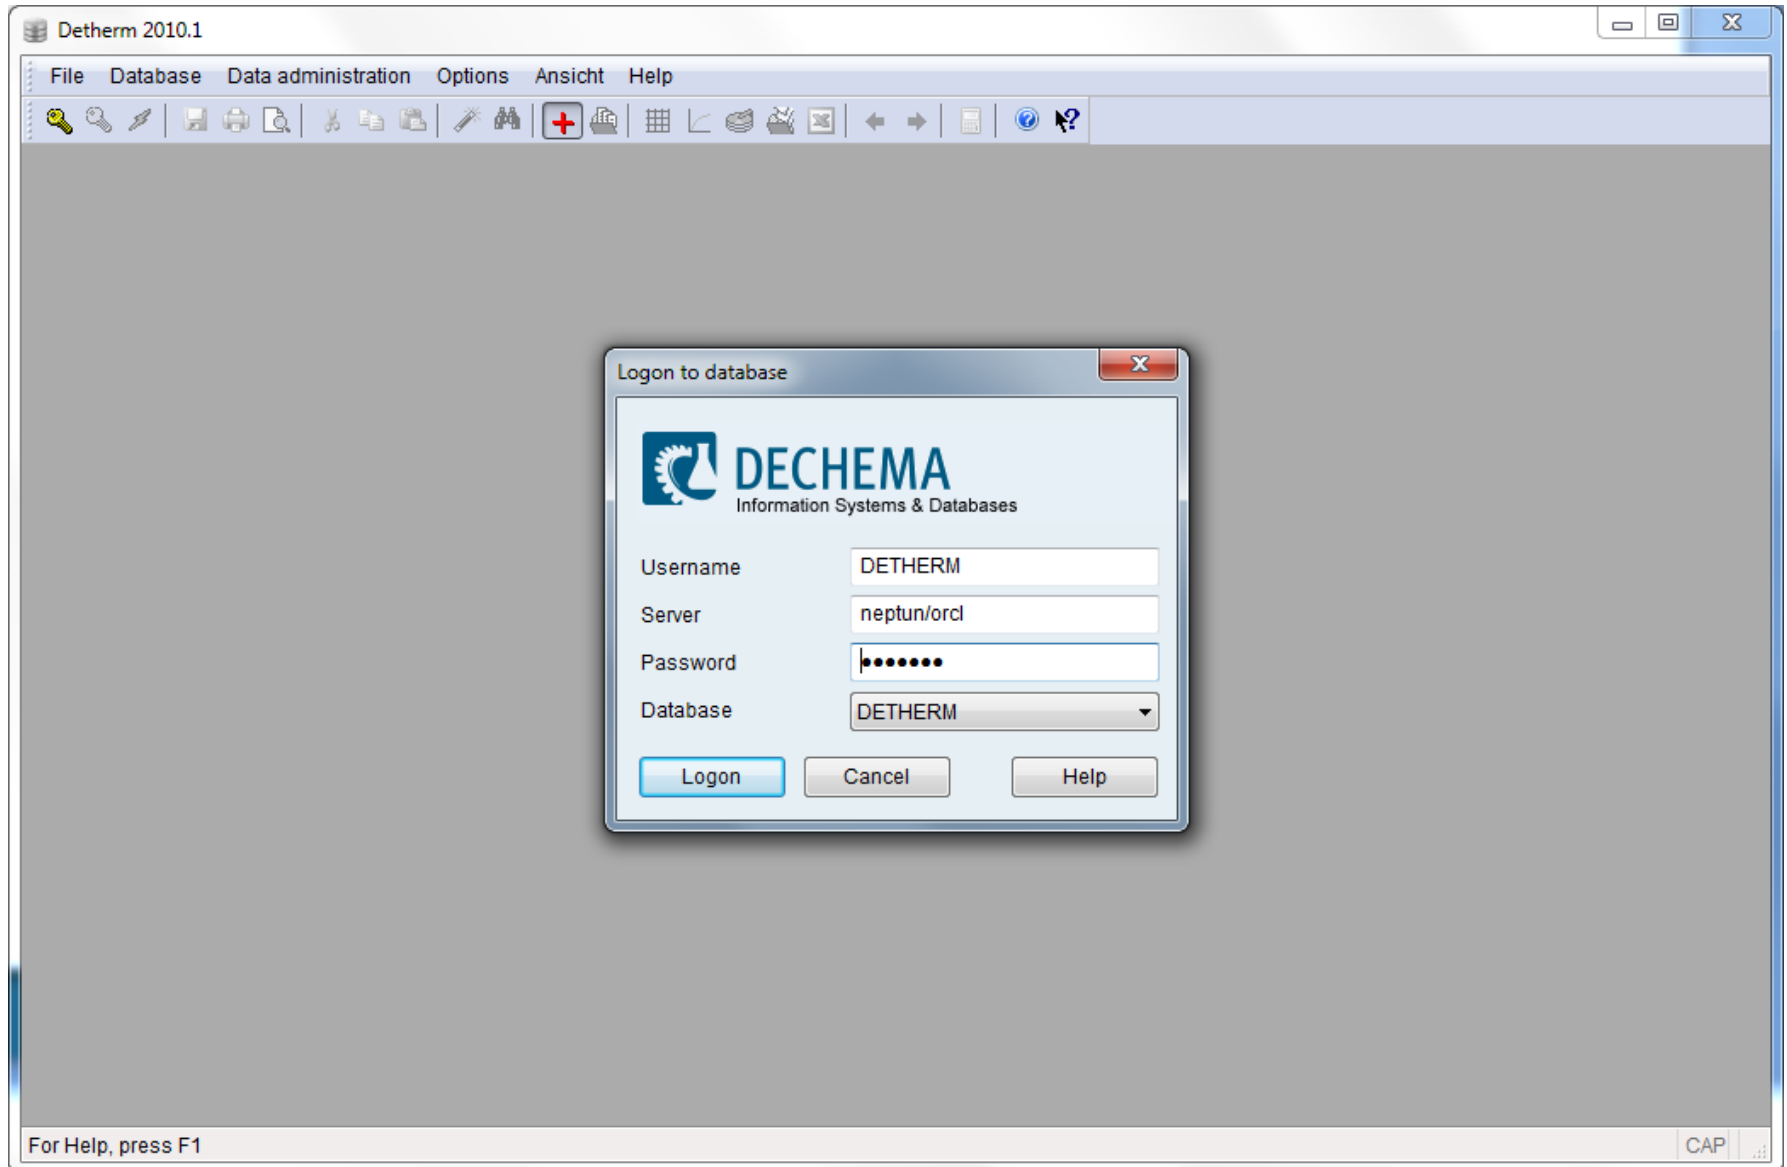 Detherm 2010.1
File Database Data administration Options Ansicht Help
Logon to database
DECHEMA
Information Systems & Databases
Username DETHERM
Server neptun/orcl
Password •••••••
Database DETHERM
Logon Cancel Help
For Help, press F1 CAP